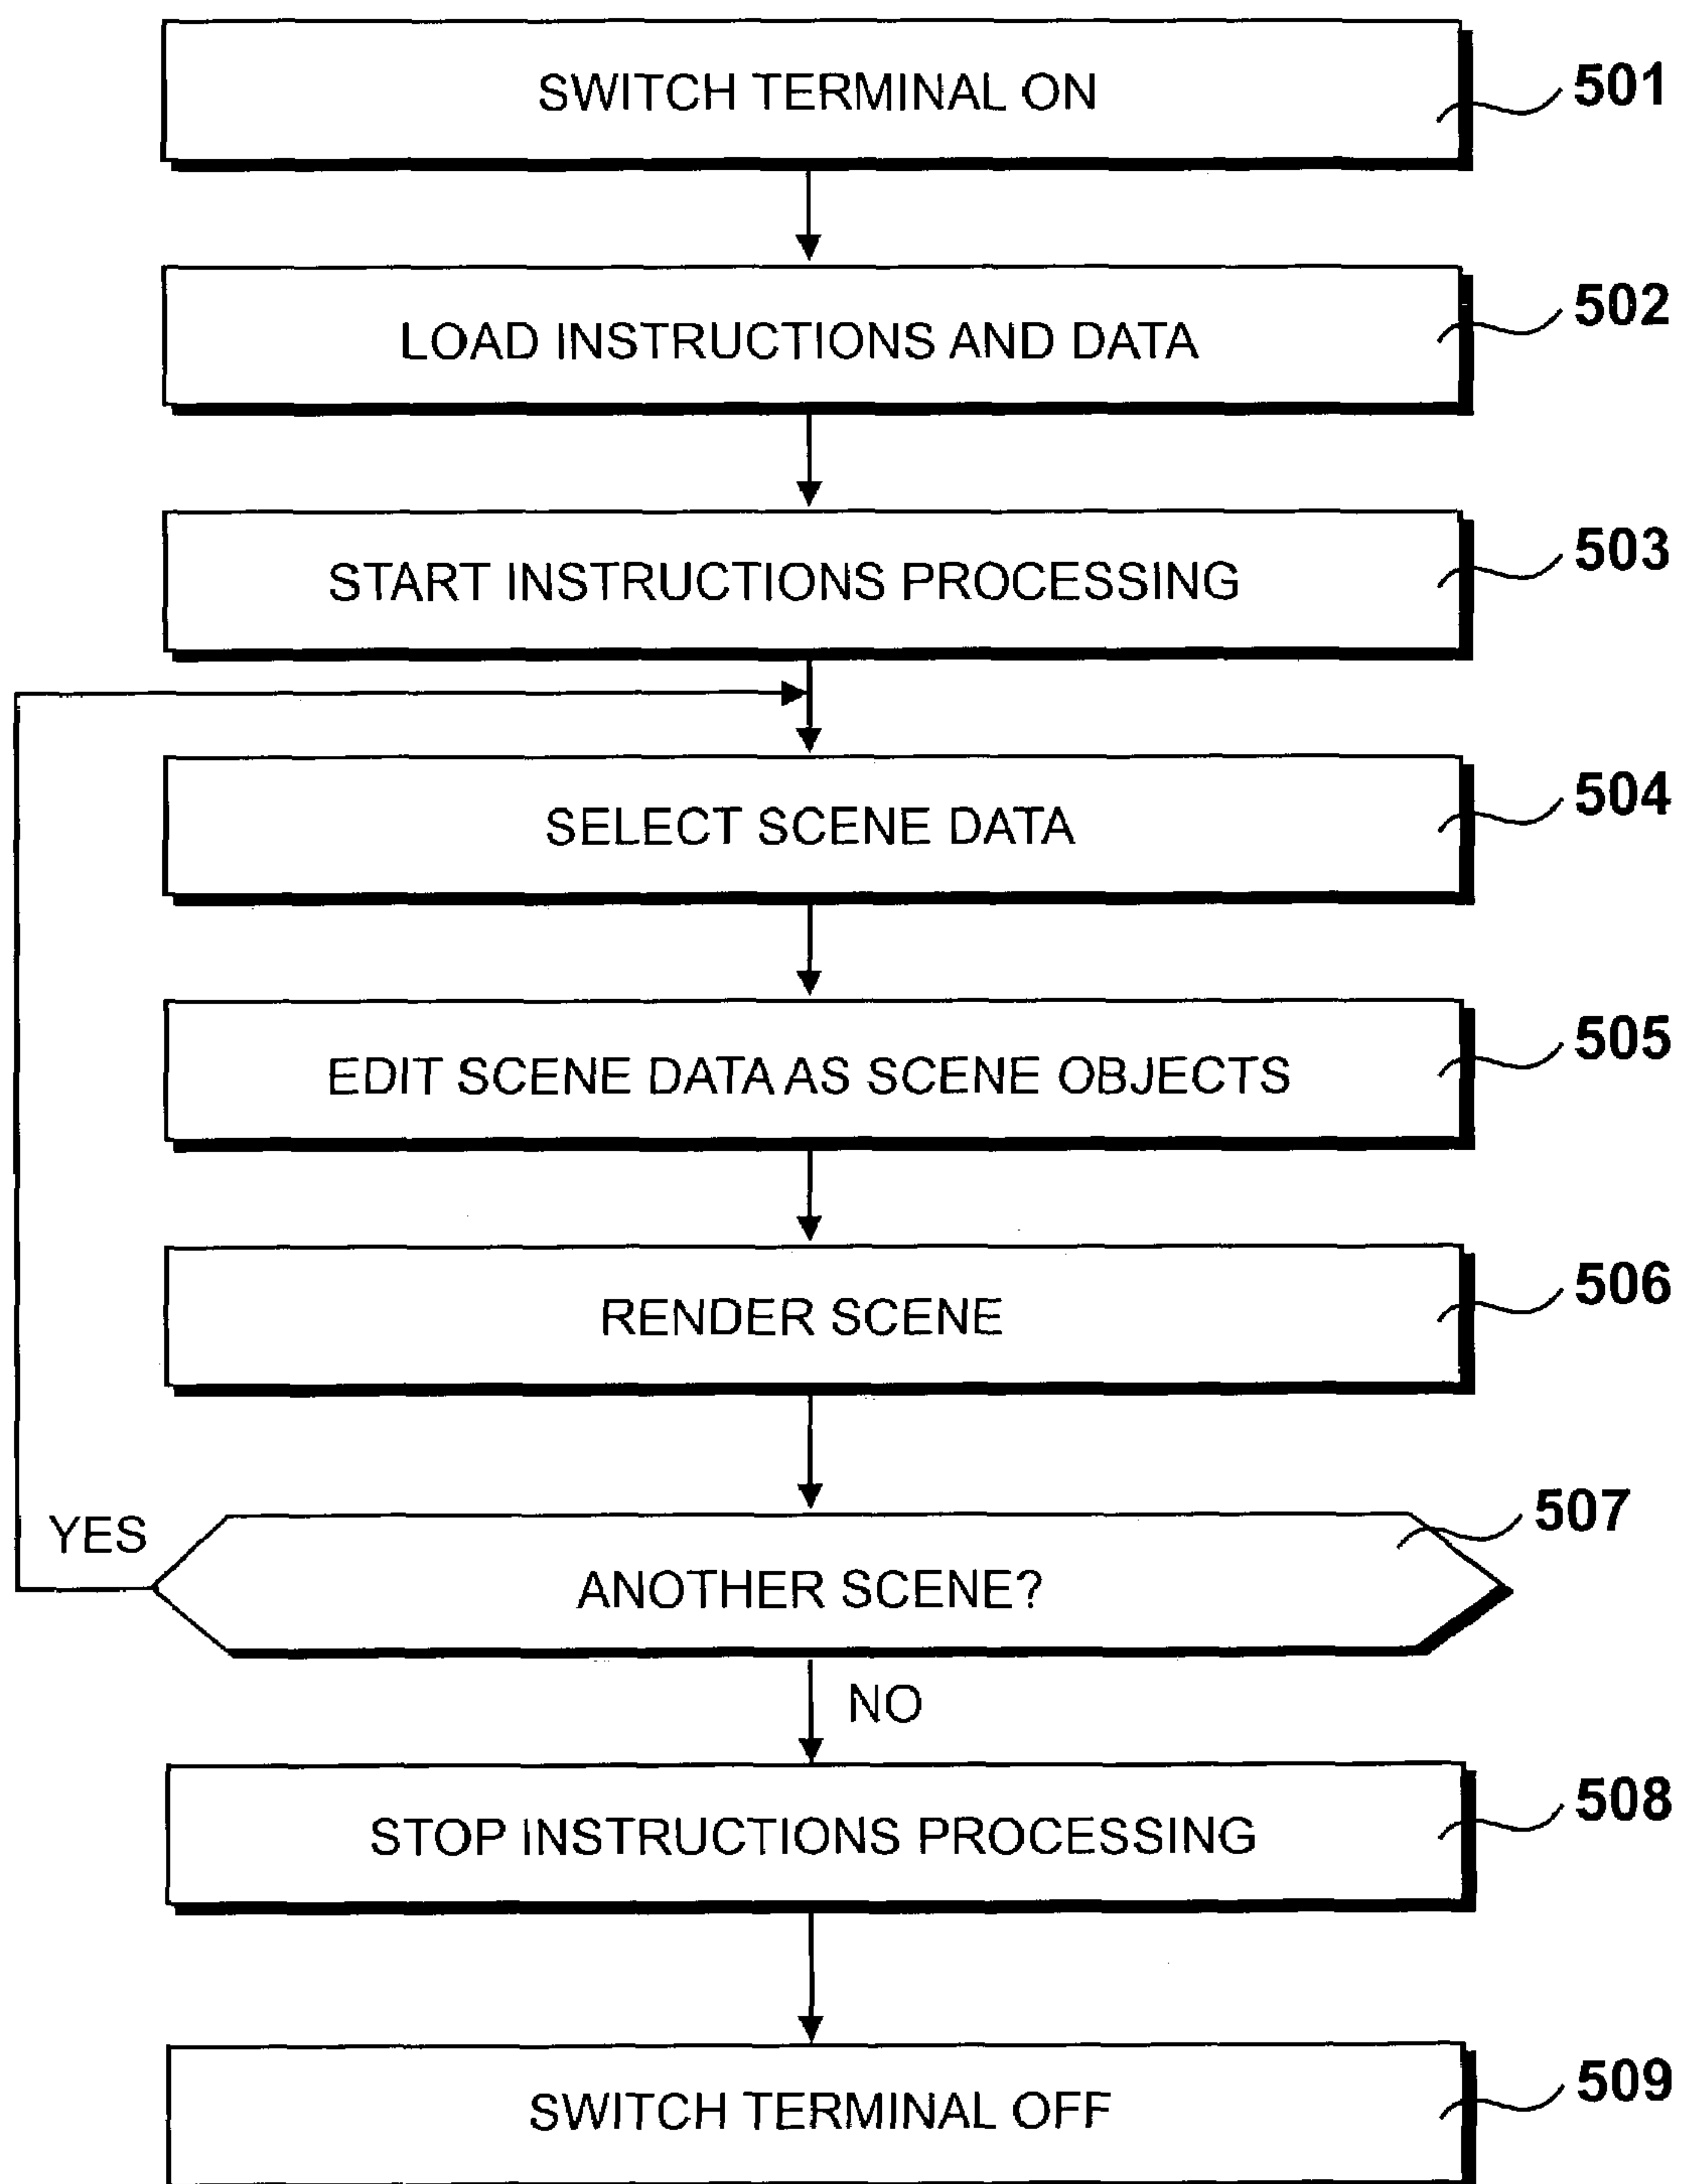 SWITCH TERMINAL ON
501
LOAD INSTRUCTIONS AND DATA
502
START INSTRUCTIONS PROCESSING
503
SELECT SCENE DATA
504
EDIT SCENE DATA AS SCENE OBJECTS
505
RENDER SCENE
506
507
YES
ANOTHER SCENE?
NO
STOP INSTRUCTIONS PROCESSING
508
SWITCH TERMINAL OFF
509